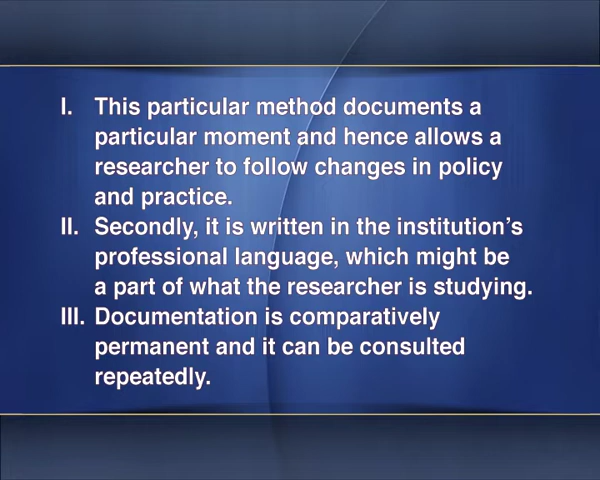 I. This particular method documents a
particular moment and hence allows a
researcher to follow changes in policy
and practice.
II. Secondly, it is written in the institution's
professional language, which might be
a part of what the researcher is studying.
III. Documentation is comparatively
permanent and it can be consulted
repeatedly.